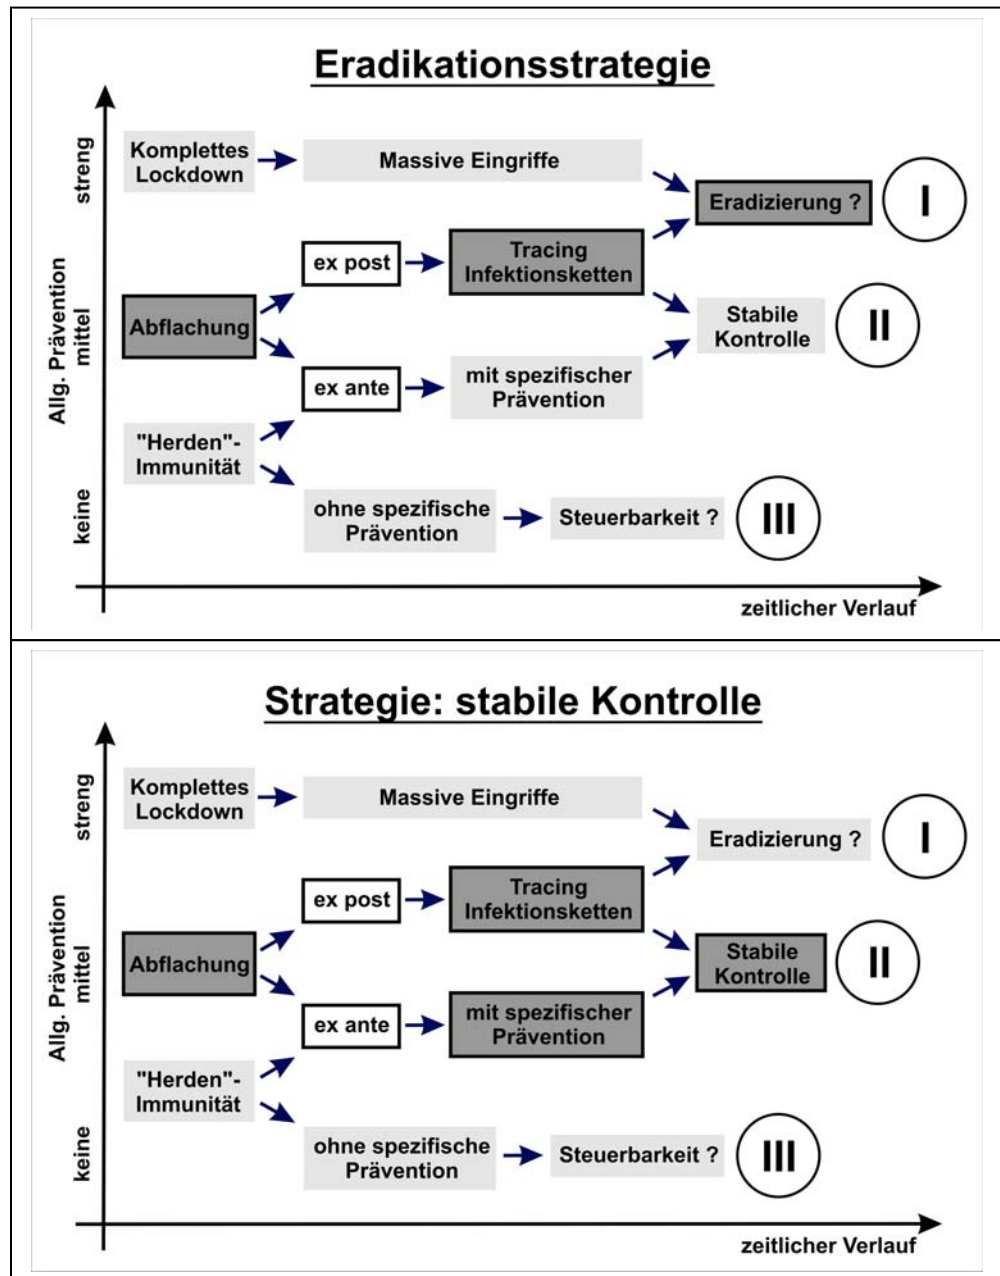 Eradikationsstrategie
streng
Allg. Prävention
mittel
keine
Komplettes
Lockdown
Massive Eingriffe
Eradizierung ?
I
ex post
Tracing
Infektionsketten
Abflachung
Stabile
Kontrolle
II
ex ante
mit spezifischer
Prävention
"Herden"-
Immunität
ohne spezifische
Prävention
Steuerbarkeit ?
III
zeitlicher Verlauf
Strategie: stabile Kontrolle
streng
Allg. Prävention
mittel
keine
Komplettes
Lockdown
Massive Eingriffe
Eradizierung ?
I
ex post
Tracing
Infektionsketten
Abflachung
Stabile
Kontrolle
II
ex ante
mit spezifischer
Prävention
"Herden"-
Immunität
ohne spezifische
Prävention
Steuerbarkeit ?
III
zeitlicher Verlauf